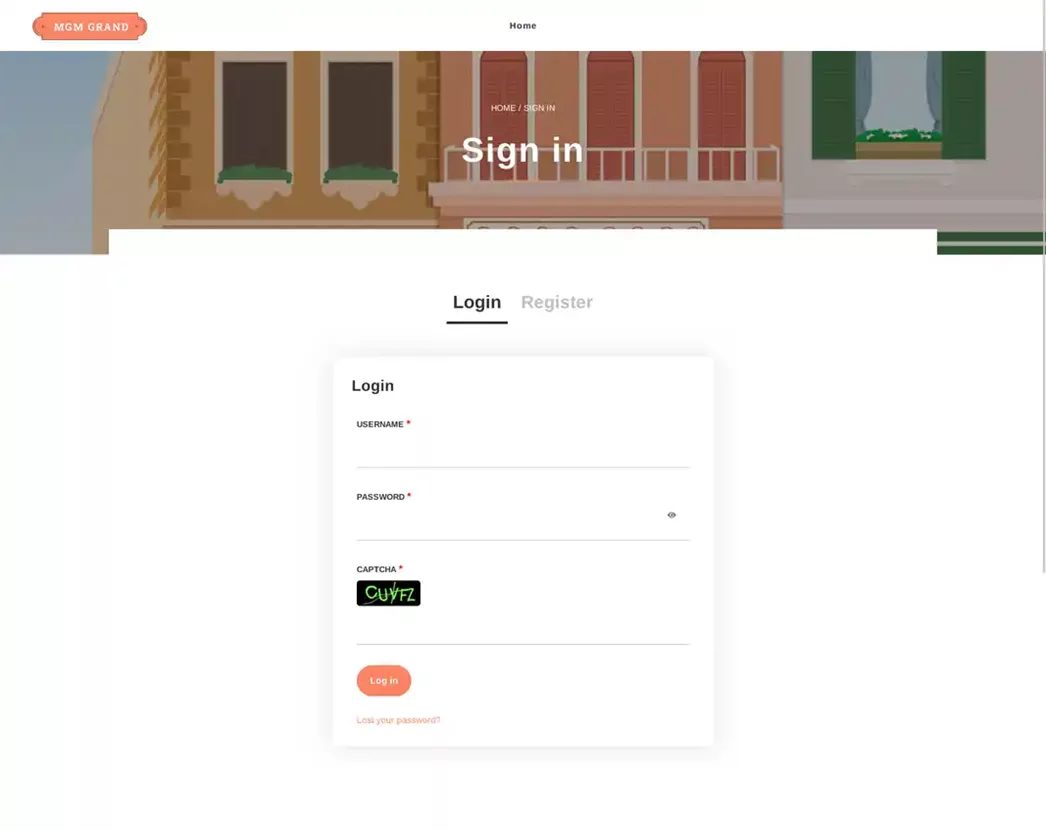 MGM GRAND
Home
HOME / SIGN IN
Sign in
Login Register
Login
USERNAME *
PASSWORD *
CAPTCHA *
Log in
Lost your password?